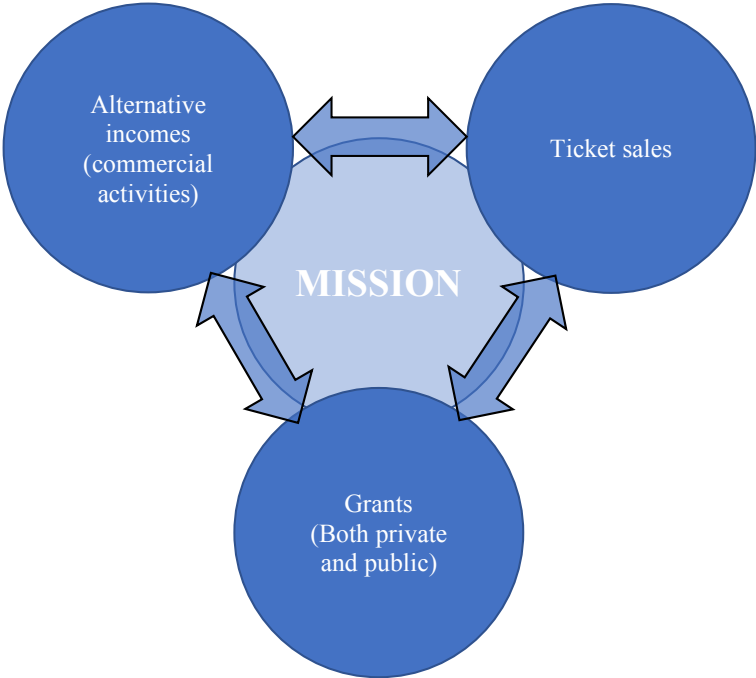 Alternative
incomes
(commercial
activities)
Ticket sales
MISSION
Grants
(Both private
and public)